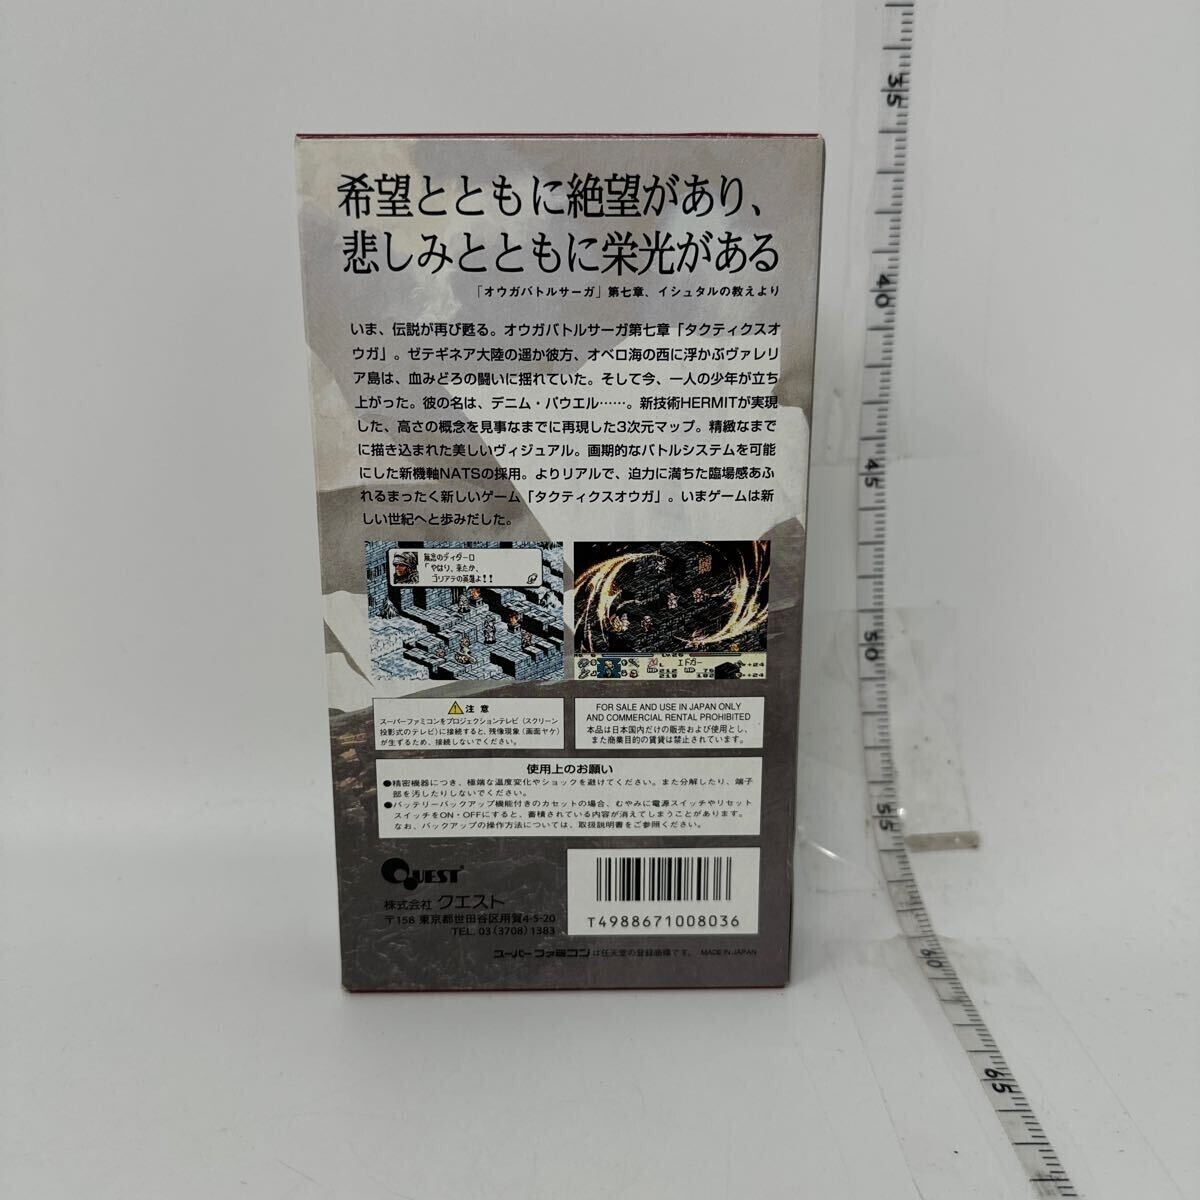 希望とともに絶望があり、
悲しみとともに栄光がある
「オウガバトルサーガ」第七章、イシュタルの教えより
いま、伝説が再び甦る。オウガバトルサーガ第七章「タクティクスオ
ウガ」。ゼテギネア大陸の遥か彼方、オベロ海の西に浮かぶヴァレリ
ア島は、血みどろの闘いに揺れていた。そして今、一人の少年が立ち
上がった。彼の名は、デニム・パウエル……。新技術HERMITが実現
した、高さの概念を見事なまでに再現した3次元マップ。精緻なまで
に描き込まれた美しいヴィジュアル。画期的なバトルシステムを可能
にした新機軸NATSの採用。よりリアルで、迫力に満ちた臨場感あふ
れるまったく新しいゲーム「タクティクスオウガ」。いまゲームは新
しい世紀へと歩みだした。
無念のディダーロ
「やはり、来たか、
ゴリアテの英雄よ！！
エドガー
注意
スーパーファミコンをプロジェクションテレビ（スクリーン
投影式のテレビ）に接続すると、残像現象（画面ヤケ）
が生ずるため、接続しないでください。
FOR SALE AND USE IN JAPAN ONLY
AND COMMERCIAL RENTAL PROHIBITED
本品は日本国内だけの販売および使用とし、
また商業目的の賃貸は禁止されています。
使用上のお願い
●精密機器につき、極端な温度変化やショックを避けてください。また分解したり、端子
部を汚したりしないでください。
●バッテリーバックアップ機能付きのカセットの場合、むやみに電源スイッチやリセット
スイッチをON・OFFにすると、蓄積されている内容が消えてしまうことがあります。
なお、バックアップの操作方法については、取扱説明書をご参照ください。
QUEST
株式会社 クエスト
〒158 東京都世田谷区用賀4-5-20
TEL. 03(3708)1383
T4988671008036
スーパーファミコンは任天堂の登録商標です。 MADE IN JAPAN
35
40
45
50
55
60
65